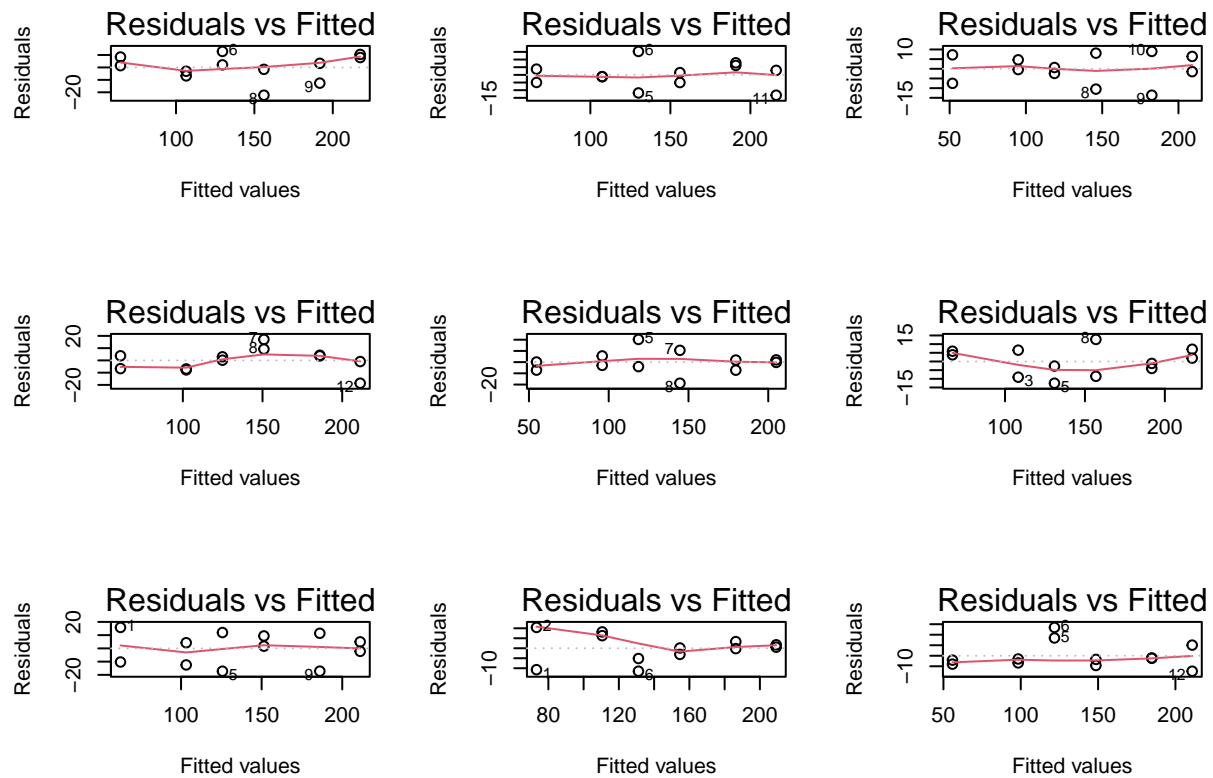 Residuals vs Fitted
Residuals
−20
6
8
9
100 150 200
Fitted values
Residuals vs Fitted
Residuals
−15
6
5
11
100 150 200
Fitted values
Residuals vs Fitted
Residuals
−15 10
10
8
9
50 100 150 200
Fitted values
Residuals vs Fitted
Residuals
−20 20
7
8
12
100 150 200
Fitted values
Residuals vs Fitted
Residuals
−20
5
7
8
50 100 150 200
Fitted values
Residuals vs Fitted
Residuals
−15 15
8
3
5
100 150 200
Fitted values
Residuals vs Fitted
Residuals
−20 20
1
5
9
100 150 200
Fitted values
Residuals vs Fitted
Residuals
−10
2
1
6
80 120 160 200
Fitted values
Residuals vs Fitted
Residuals
−10
6
5
12
50 100 150 200
Fitted values